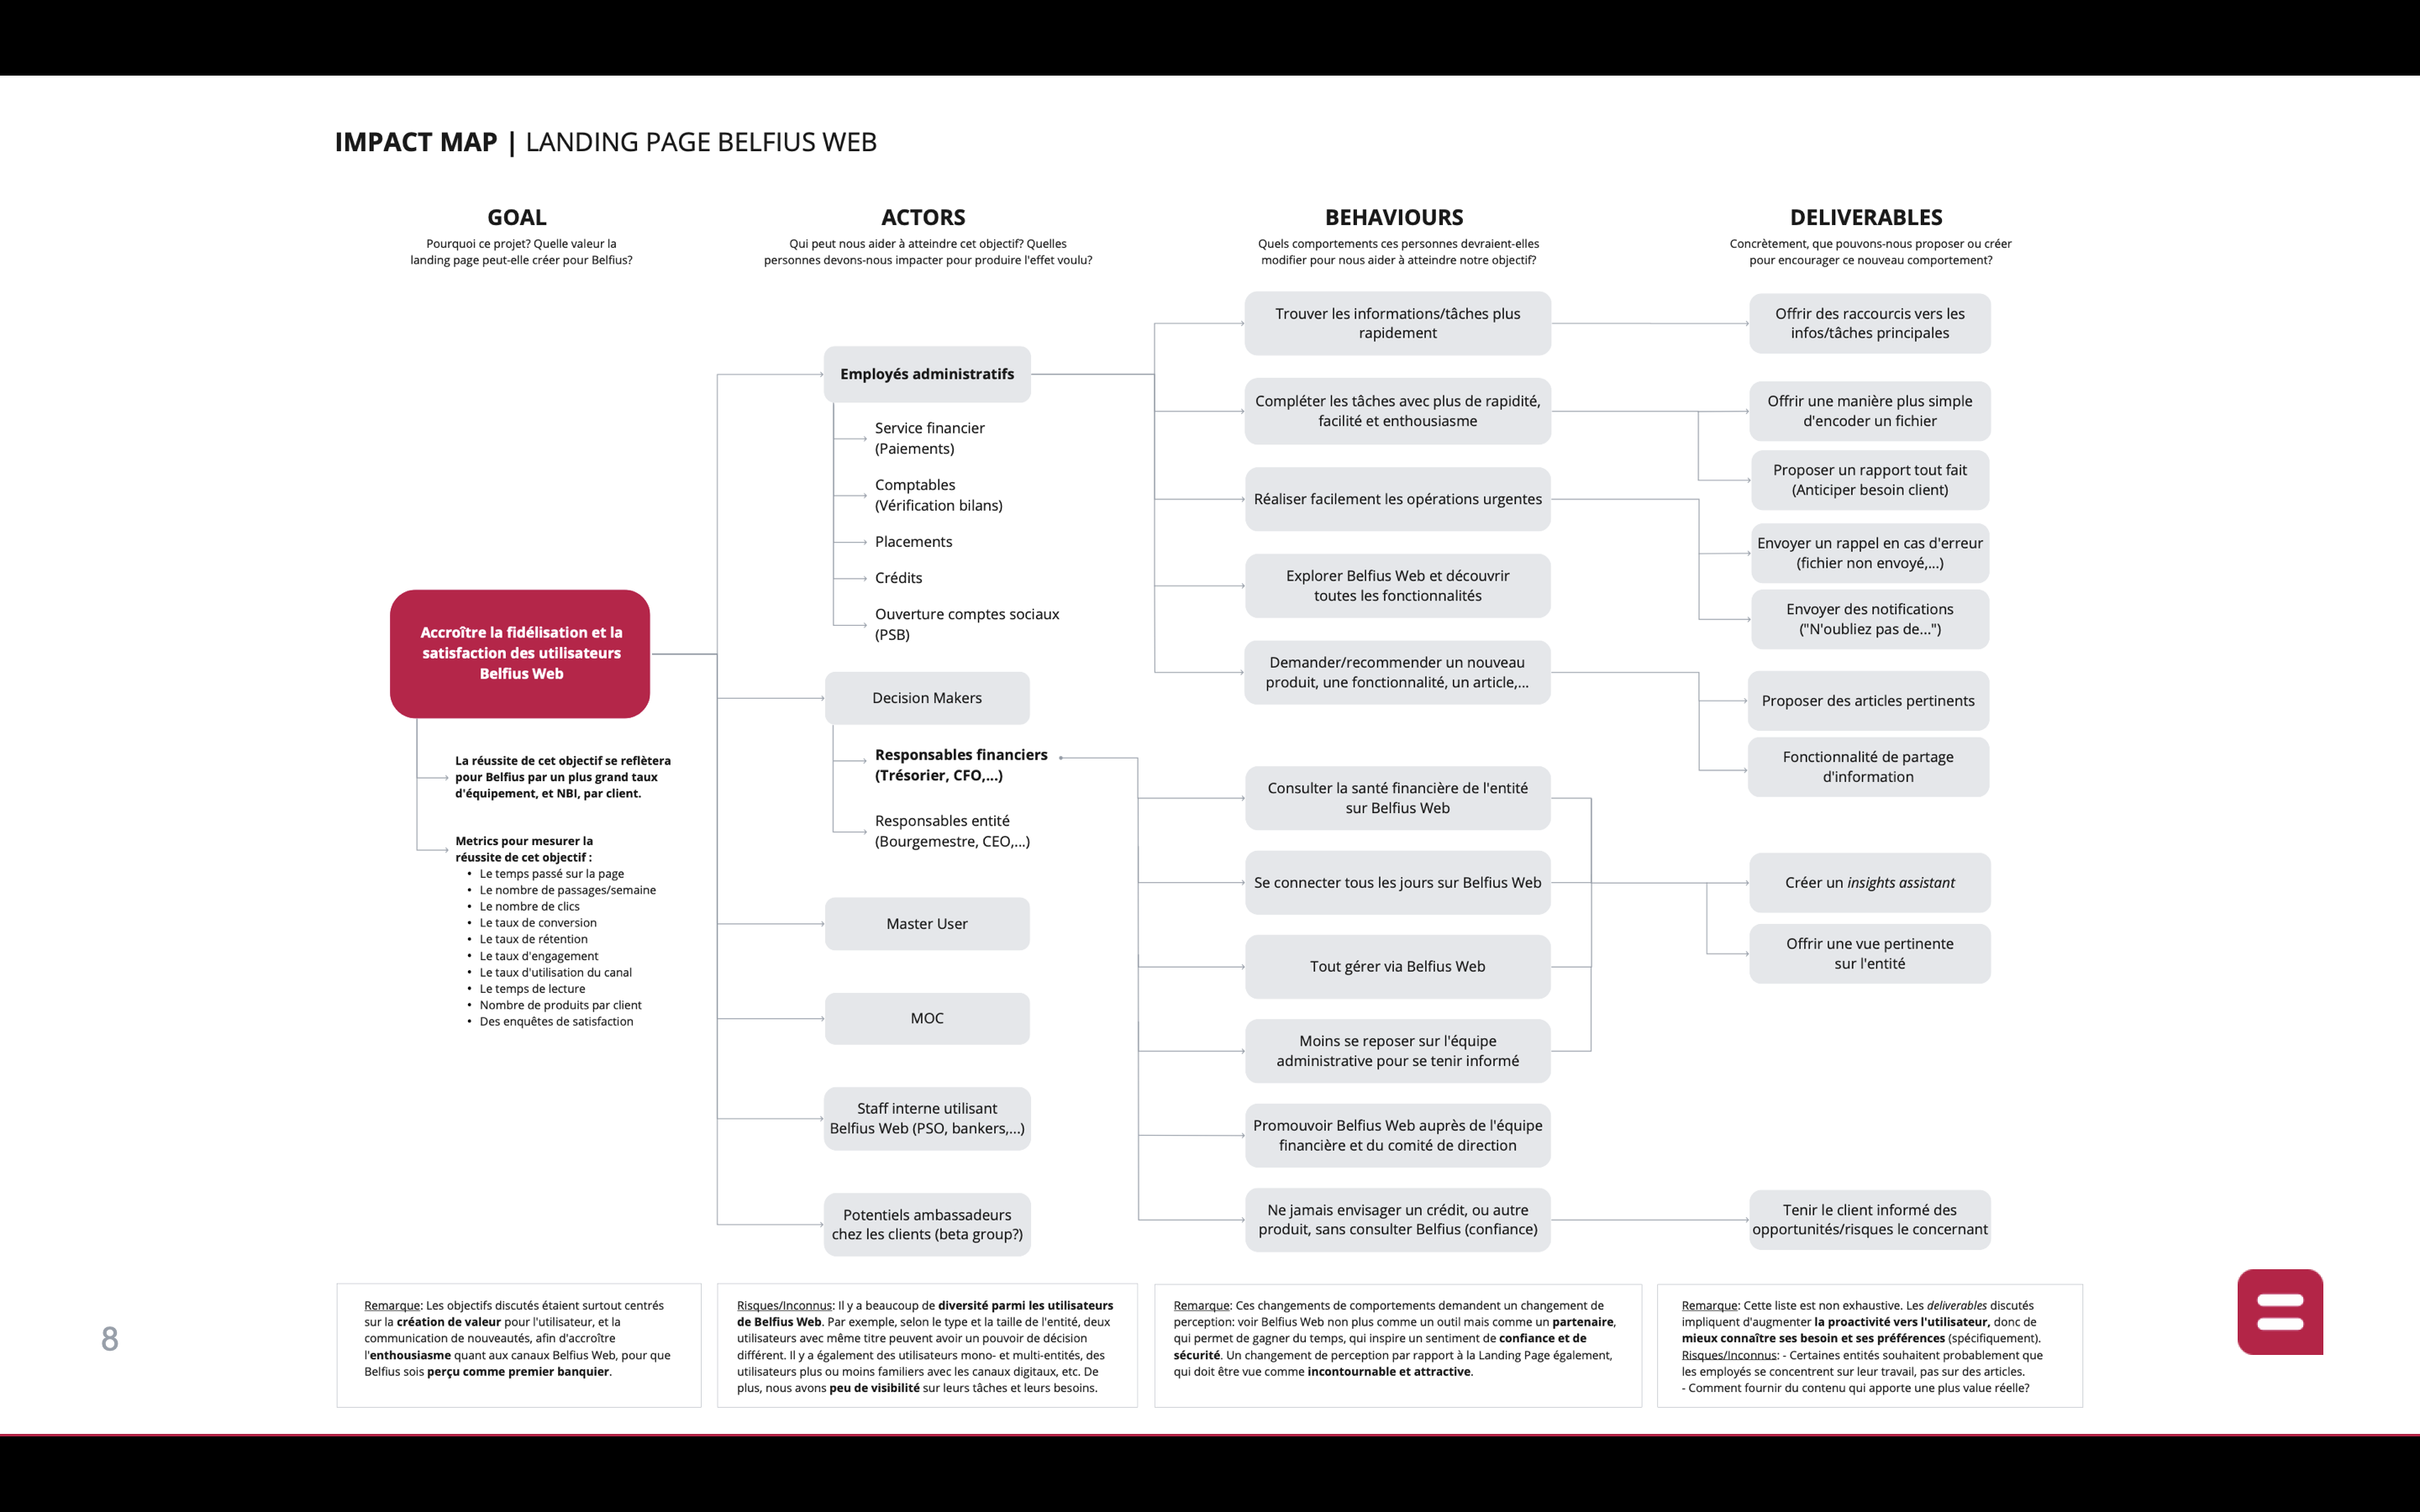 IMPACT MAP | LANDING PAGE BELFIUS WEB
GOAL
Pourquoi ce projet? Quelle valeur la
landing page peut-elle créer pour Belfius?
Accroître la fidélisation et la
satisfaction des utilisateurs
Belfius Web
La réussite de cet objectif se reflètera
pour Belfius par un plus grand taux
d'équipement, et NBI, par client.
Metrics pour mesurer la
réussite de cet objectif :
• Le temps passé sur la page
• Le nombre de passages/semaine
• Le nombre de clics
• Le taux de conversion
• Le taux de rétention
• Le taux d'engagement
• Le taux d'utilisation du canal
• Le temps de lecture
• Nombre de produits par client
• Des enquêtes de satisfaction
ACTORS
Qui peut nous aider à atteindre cet objectif? Quelles
personnes devons-nous impacter pour produire l'effet voulu?
Employés administratifs
Service financier
(Paiements)
Comptables
(Vérification bilans)
Placements
Crédits
Ouverture comptes sociaux
(PSB)
Decision Makers
Responsables financiers
(Trésorier, CFO,...)
Responsables entité
(Bourgemestre, CEO,...)
Master User
MOC
Staff interne utilisant
Belfius Web (PSO, bankers,...)
Potentiels ambassadeurs
chez les clients (beta group?)
BEHAVIOURS
Quels comportements ces personnes devraient-elles
modifier pour nous aider à atteindre notre objectif?
Trouver les informations/tâches plus
rapidement
Compléter les tâches avec plus de rapidité,
facilité et enthousiasme
Réaliser facilement les opérations urgentes
Explorer Belfius Web et découvrir
toutes les fonctionnalités
Demander/recommender un nouveau
produit, une fonctionnalité, un article,...
Consulter la santé financière de l'entité
sur Belfius Web
Se connecter tous les jours sur Belfius Web
Tout gérer via Belfius Web
Moins se reposer sur l'équipe
administrative pour se tenir informé
Promouvoir Belfius Web auprès de l'équipe
financière et du comité de direction
Ne jamais envisager un crédit, ou autre
produit, sans consulter Belfius (confiance)
DELIVERABLES
Concrètement, que pouvons-nous proposer ou créer
pour encourager ce nouveau comportement?
Offrir des raccourcis vers les
infos/tâches principales
Offrir une manière plus simple
d'encoder un fichier
Proposer un rapport tout fait
(Anticiper besoin client)
Envoyer un rappel en cas d'erreur
(fichier non envoyé,...)
Envoyer des notifications
("N'oubliez pas de...")
Proposer des articles pertinents
Fonctionnalité de partage
d'information
Créer un insights assistant
Offrir une vue pertinente
sur l'entité
Tenir le client informé des
opportunités/risques le concernant
Remarque: Les objectifs discutés étaient surtout centrés
sur la création de valeur pour l'utilisateur, et la
communication de nouveautés, afin d'accroître
l'enthousiasme quant aux canaux Belfius Web, pour que
Belfius sois perçu comme premier banquier.
Risques/Inconnus: Il y a beaucoup de diversité parmi les utilisateurs
de Belfius Web. Par exemple, selon le type et la taille de l'entité, deux
utilisateurs avec même titre peuvent avoir un pouvoir de décision
différent. Il y a également des utilisateurs mono- et multi-entités, des
utilisateurs plus ou moins familiers avec les canaux digitaux, etc. De
plus, nous avons peu de visibilité sur leurs tâches et leurs besoins.
Remarque: Ces changements de comportements demandent un changement de
perception: voir Belfius Web non plus comme un outil mais comme un partenaire,
qui permet de gagner du temps, qui inspire un sentiment de confiance et de
sécurité. Un changement de perception par rapport à la Landing Page également,
qui doit être vue comme incontournable et attractive.
Remarque: Cette liste est non exhaustive. Les deliverables discutés
impliquent d'augmenter la proactivité vers l'utilisateur, donc de
mieux connaître ses besoin et ses préférences (spécifiquement).
Risques/Inconnus: - Certaines entités souhaitent probablement que
les employés se concentrent sur leur travail, pas sur des articles.
- Comment fournir du contenu qui apporte une plus value réelle?
8